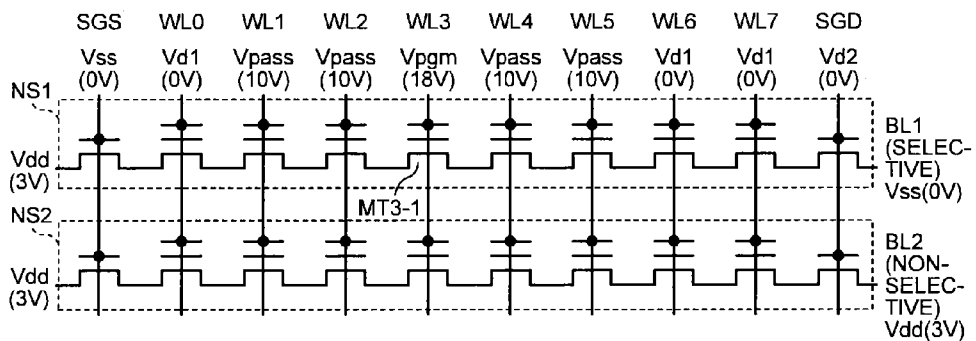 SGS WL0 WL1 WL2 WL3 WL4 WL5 WL6 WL7 SGD
Vss Vd1 Vpass Vpass Vpgm Vpass Vpass Vd1 Vd1 Vd2
(0V) (0V) (10V) (10V) (18V) (10V) (10V) (0V) (0V) (0V)
NS1
Vdd
(3V)
MT3-1
BL1
(SELEC-
TIVE)
Vss(0V)
NS2
Vdd
(3V)
BL2
(NON-
SELEC-
TIVE)
Vdd(3V)